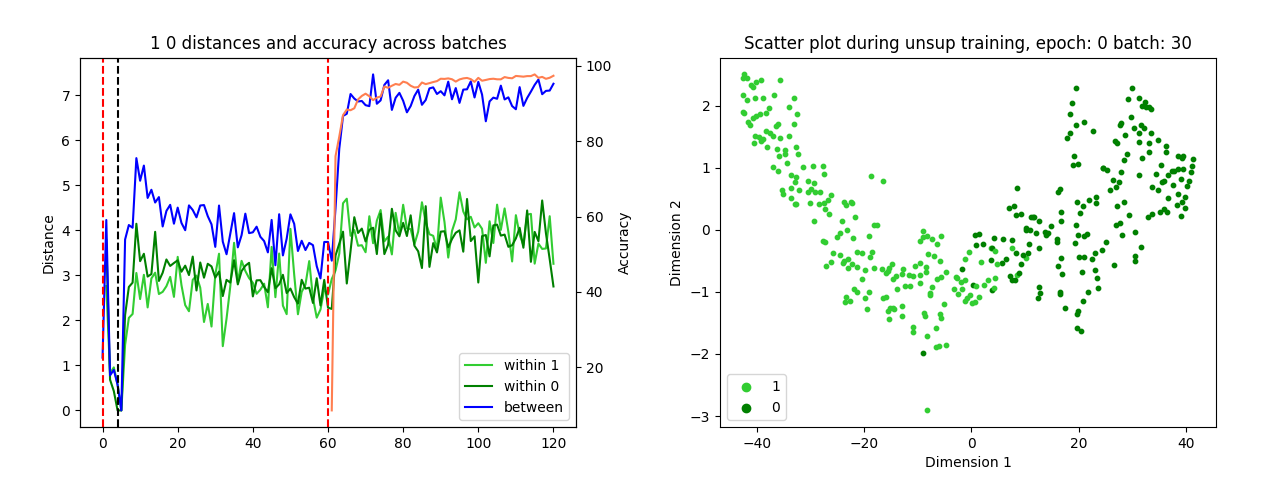 1 0 distances and accuracy across batches
Distance
7
6
5
4
3
2
1
0
0 20 40 60 80 100 120
100
80
60
40
20
Accuracy
within 1
within 0
between
Scatter plot during unsup training, epoch: 0 batch: 30
Dimension 2
2
1
0
−1
−2
−3
−40 −20 0 20 40
Dimension 1
1
0